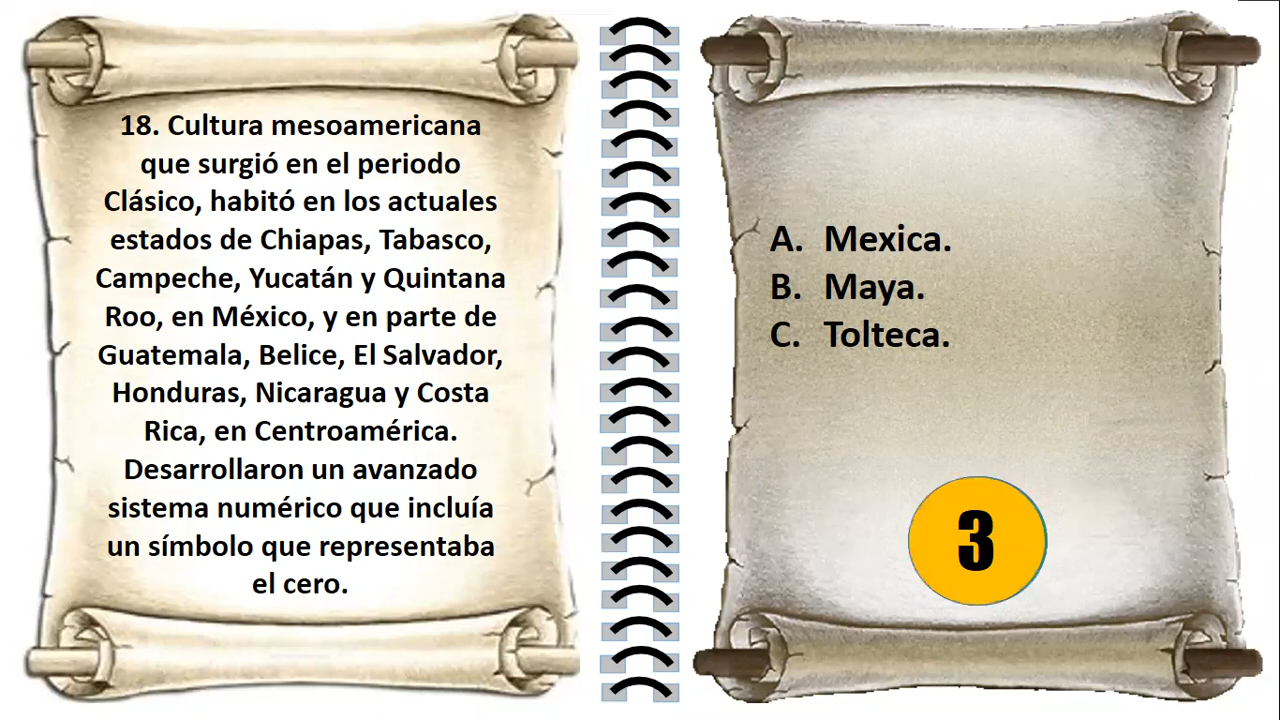 18. Cultura mesoamericana
que surgió en el periodo
Clásico, habitó en los actuales
estados de Chiapas, Tabasco,
Campeche, Yucatán y Quintana
Roo, en México, y en parte de
Guatemala, Belice, El Salvador,
Honduras, Nicaragua y Costa
Rica, en Centroamérica.
Desarrollaron un avanzado
sistema numérico que incluía
un símbolo que representaba
el cero.
A. Mexica.
B. Maya.
C. Tolteca.
3